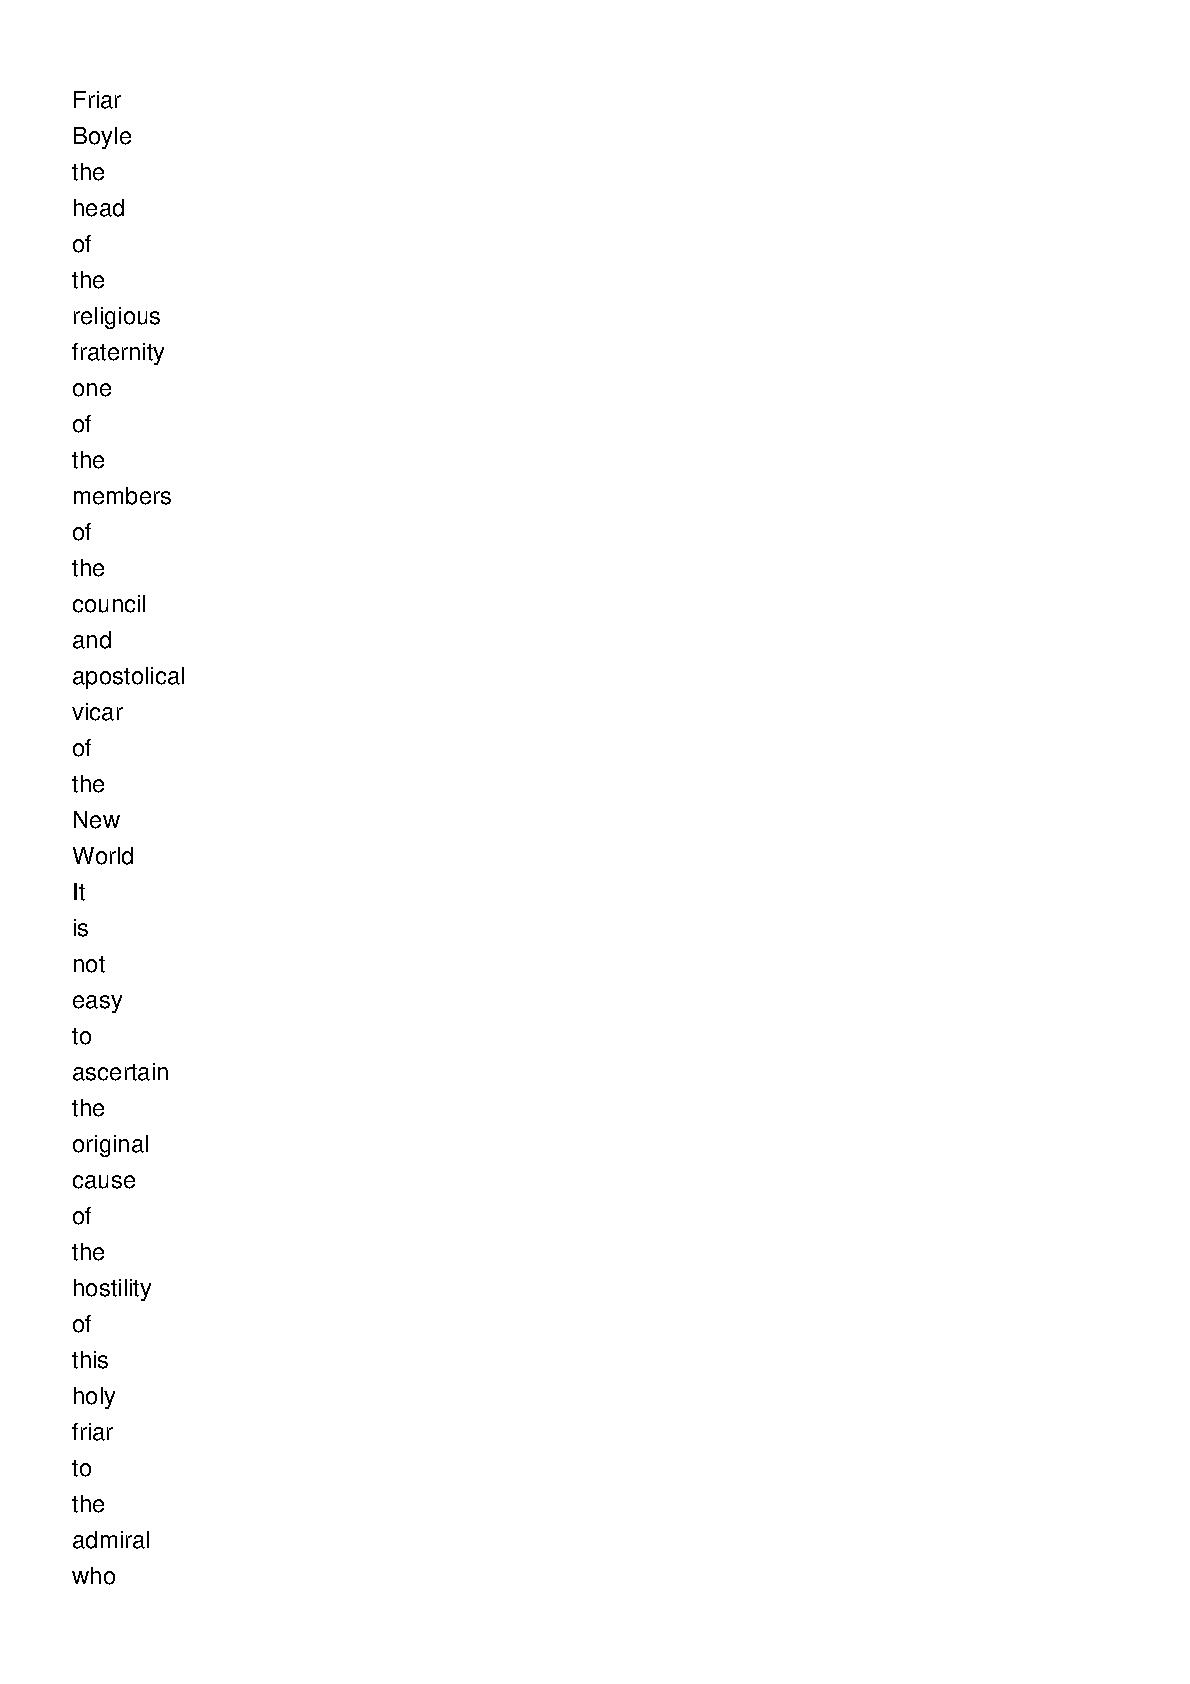 Friar
Boyle
the
head
of
the
religious
fraternity
one
of
the
members
of
the
council
and
apostolical
vicar
of
the
New
World
It
is
not
easy
to
ascertain
the
original
cause
of
the
hostility
of
this
holy
friar
to
the
admiral
who